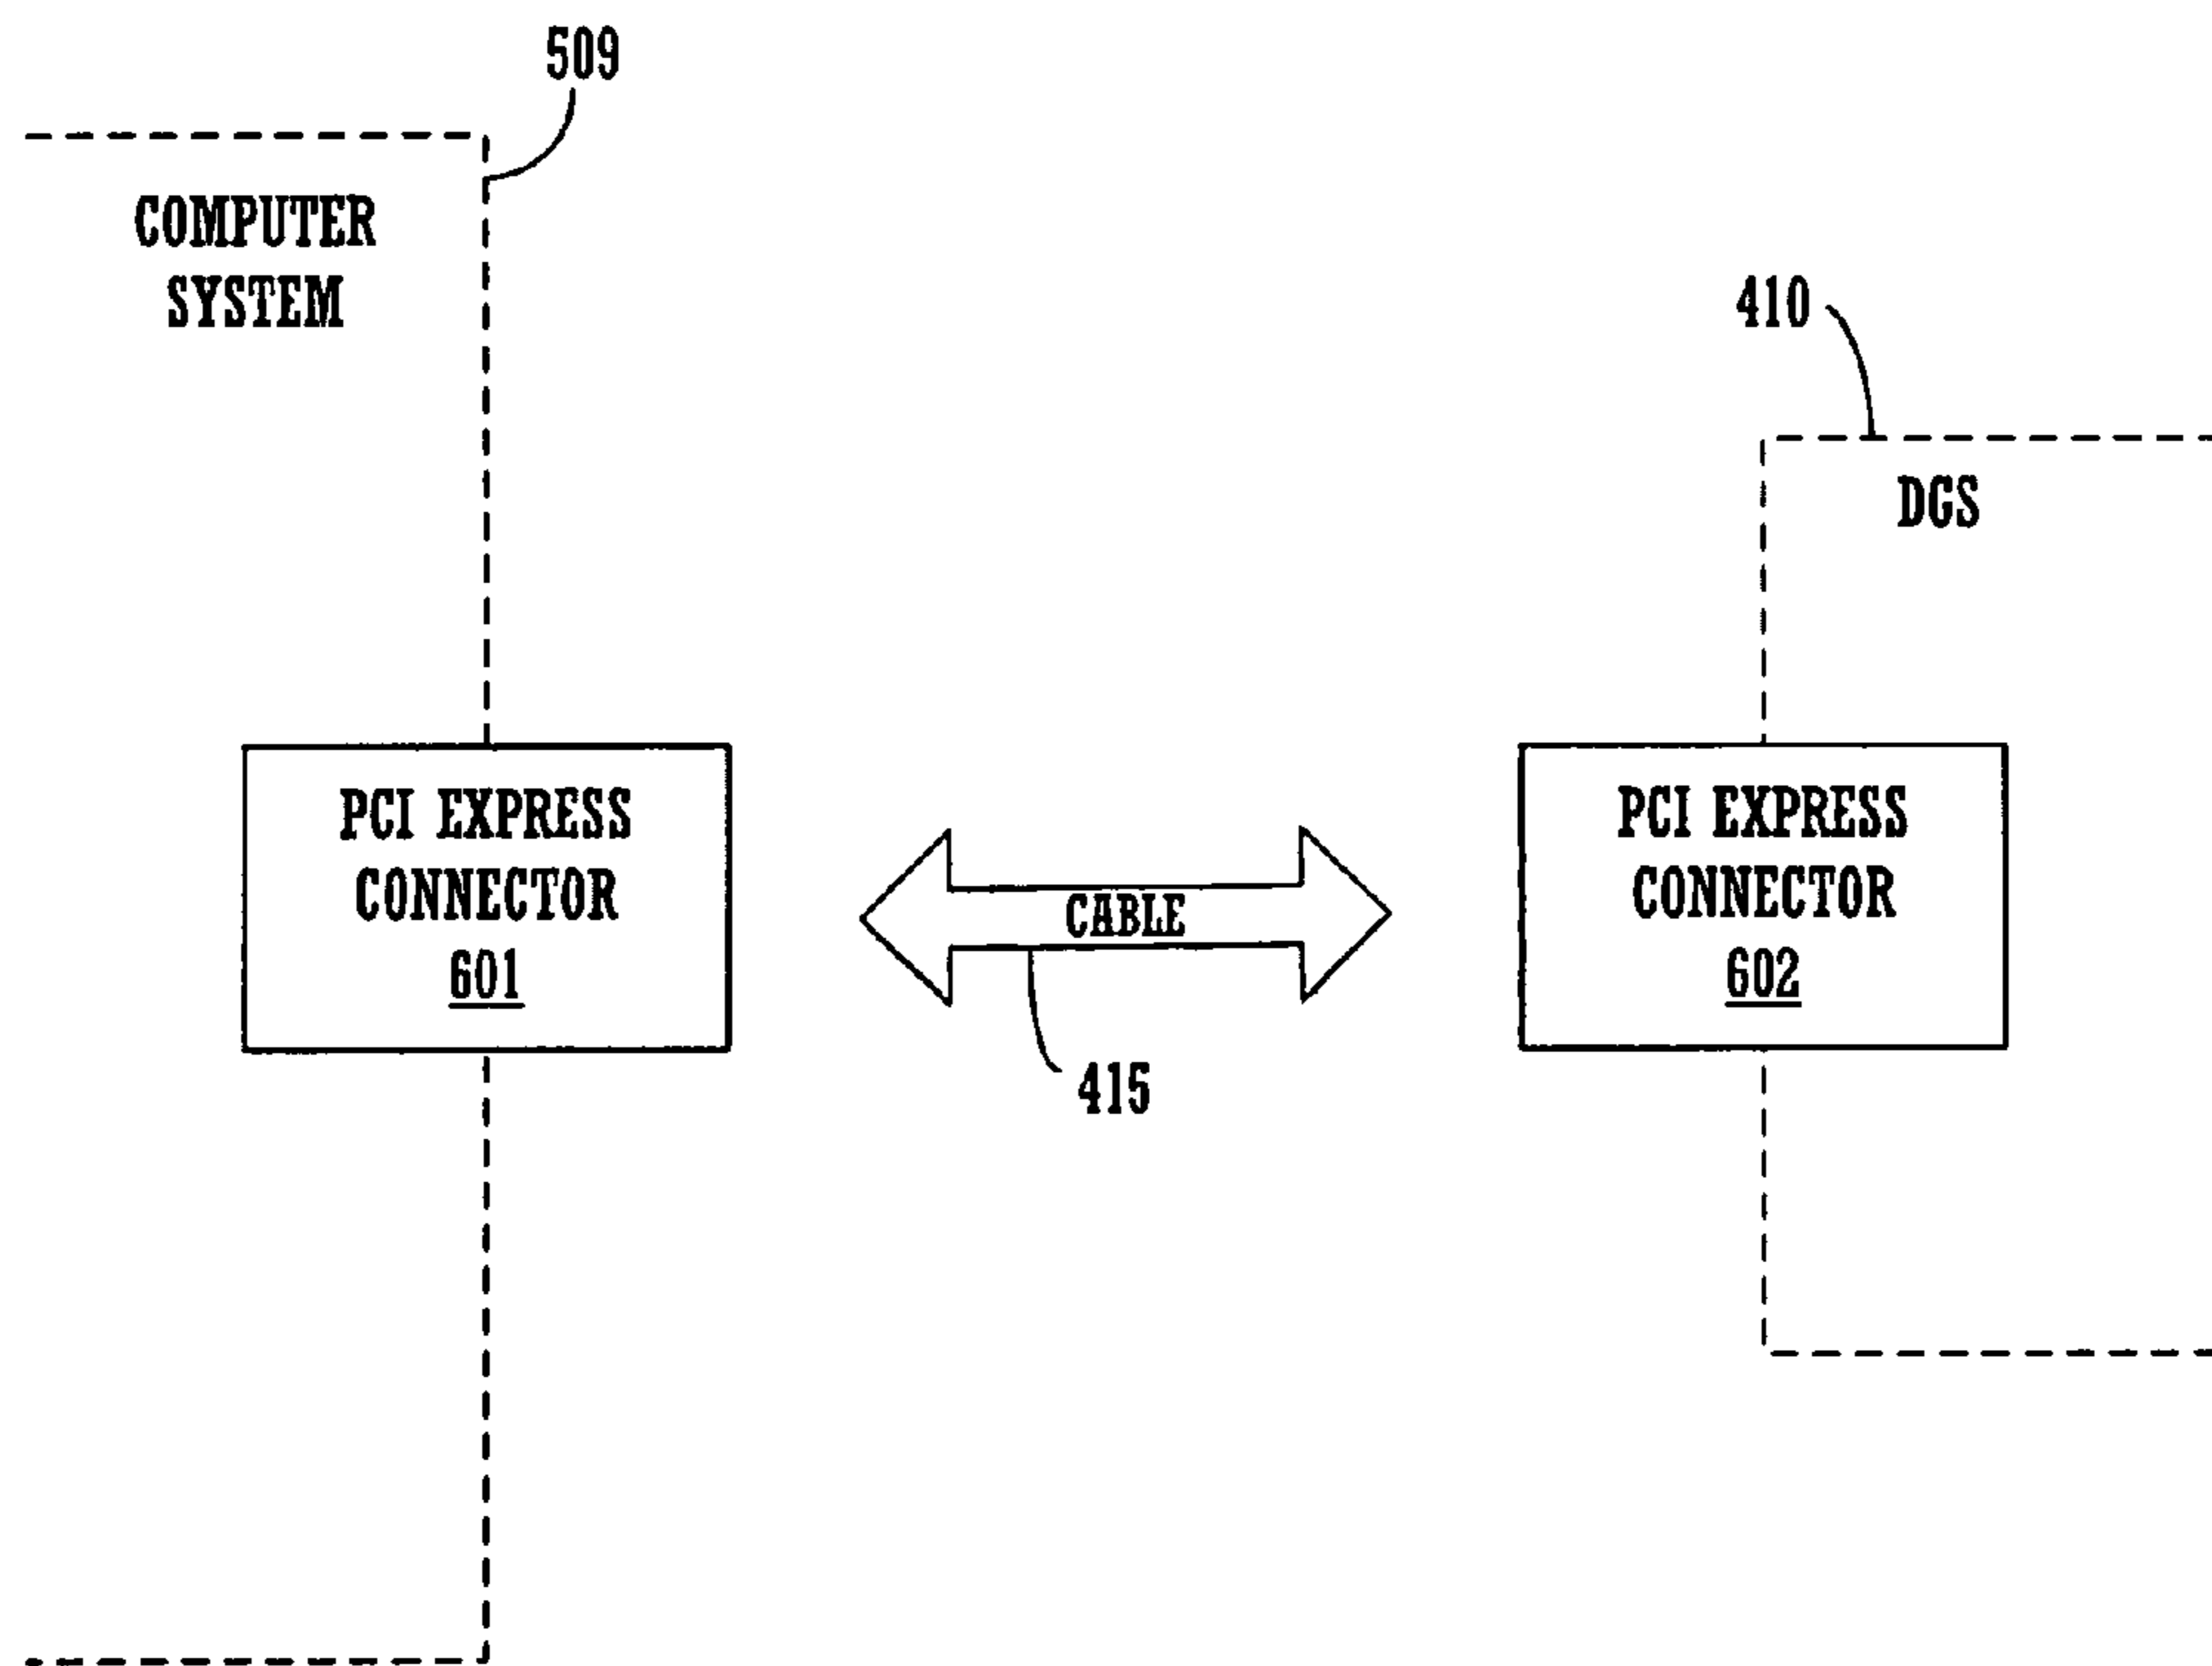 509
COMPUTER
SYSTEM
410
DGS
PCI EXPRESS
CONNECTOR
601
CABLE
415
PCI EXPRESS
CONNECTOR
602